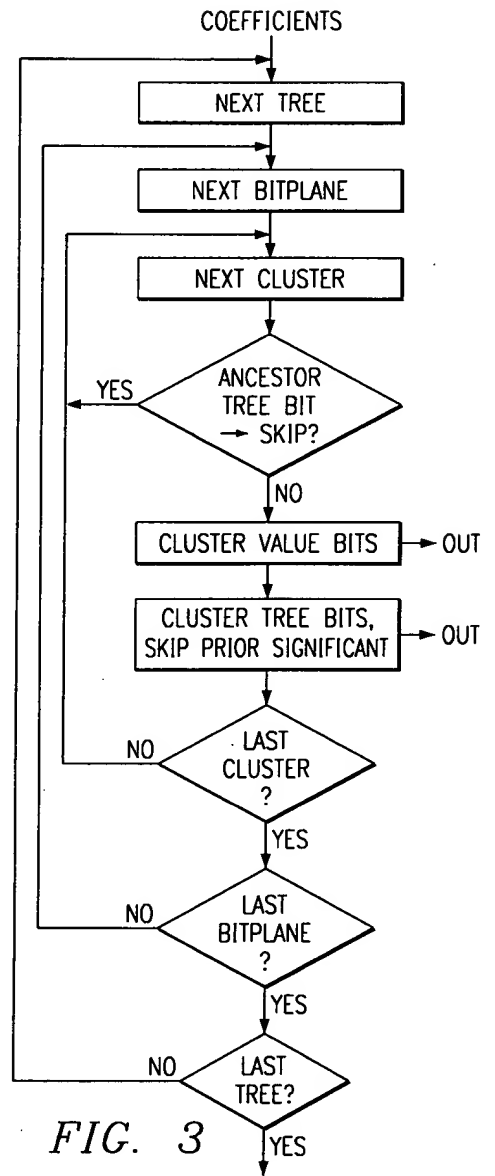 COEFFICIENTS
NEXT TREE
NEXT BITPLANE
NEXT CLUSTER
YES
ANCESTOR
TREE BIT
→ SKIP?
NO
CLUSTER VALUE BITS
OUT
CLUSTER TREE BITS,
SKIP PRIOR SIGNIFICANT
OUT
NO
LAST
CLUSTER
?
YES
NO
LAST
BITPLANE
?
YES
NO
LAST
TREE?
YES
FIG. 3